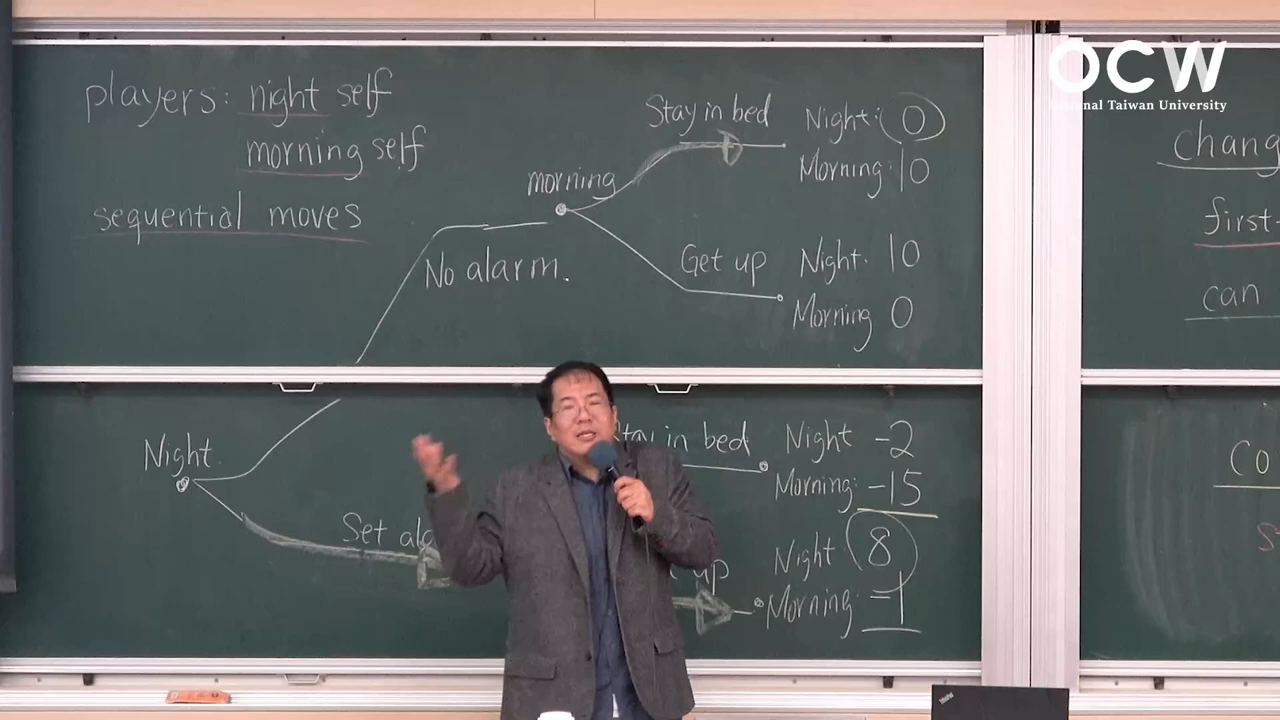 OCW
National Taiwan University
players: night self
morning self
sequential moves
morning
Stay in bed
Night: 0
Morning: 10
No alarm.
Get up
Night. 10
Morning 0
chang
first-
can
Night.
Set
in bed
Night -2
Morning: -15
up
Night 8
Morning: -1
co